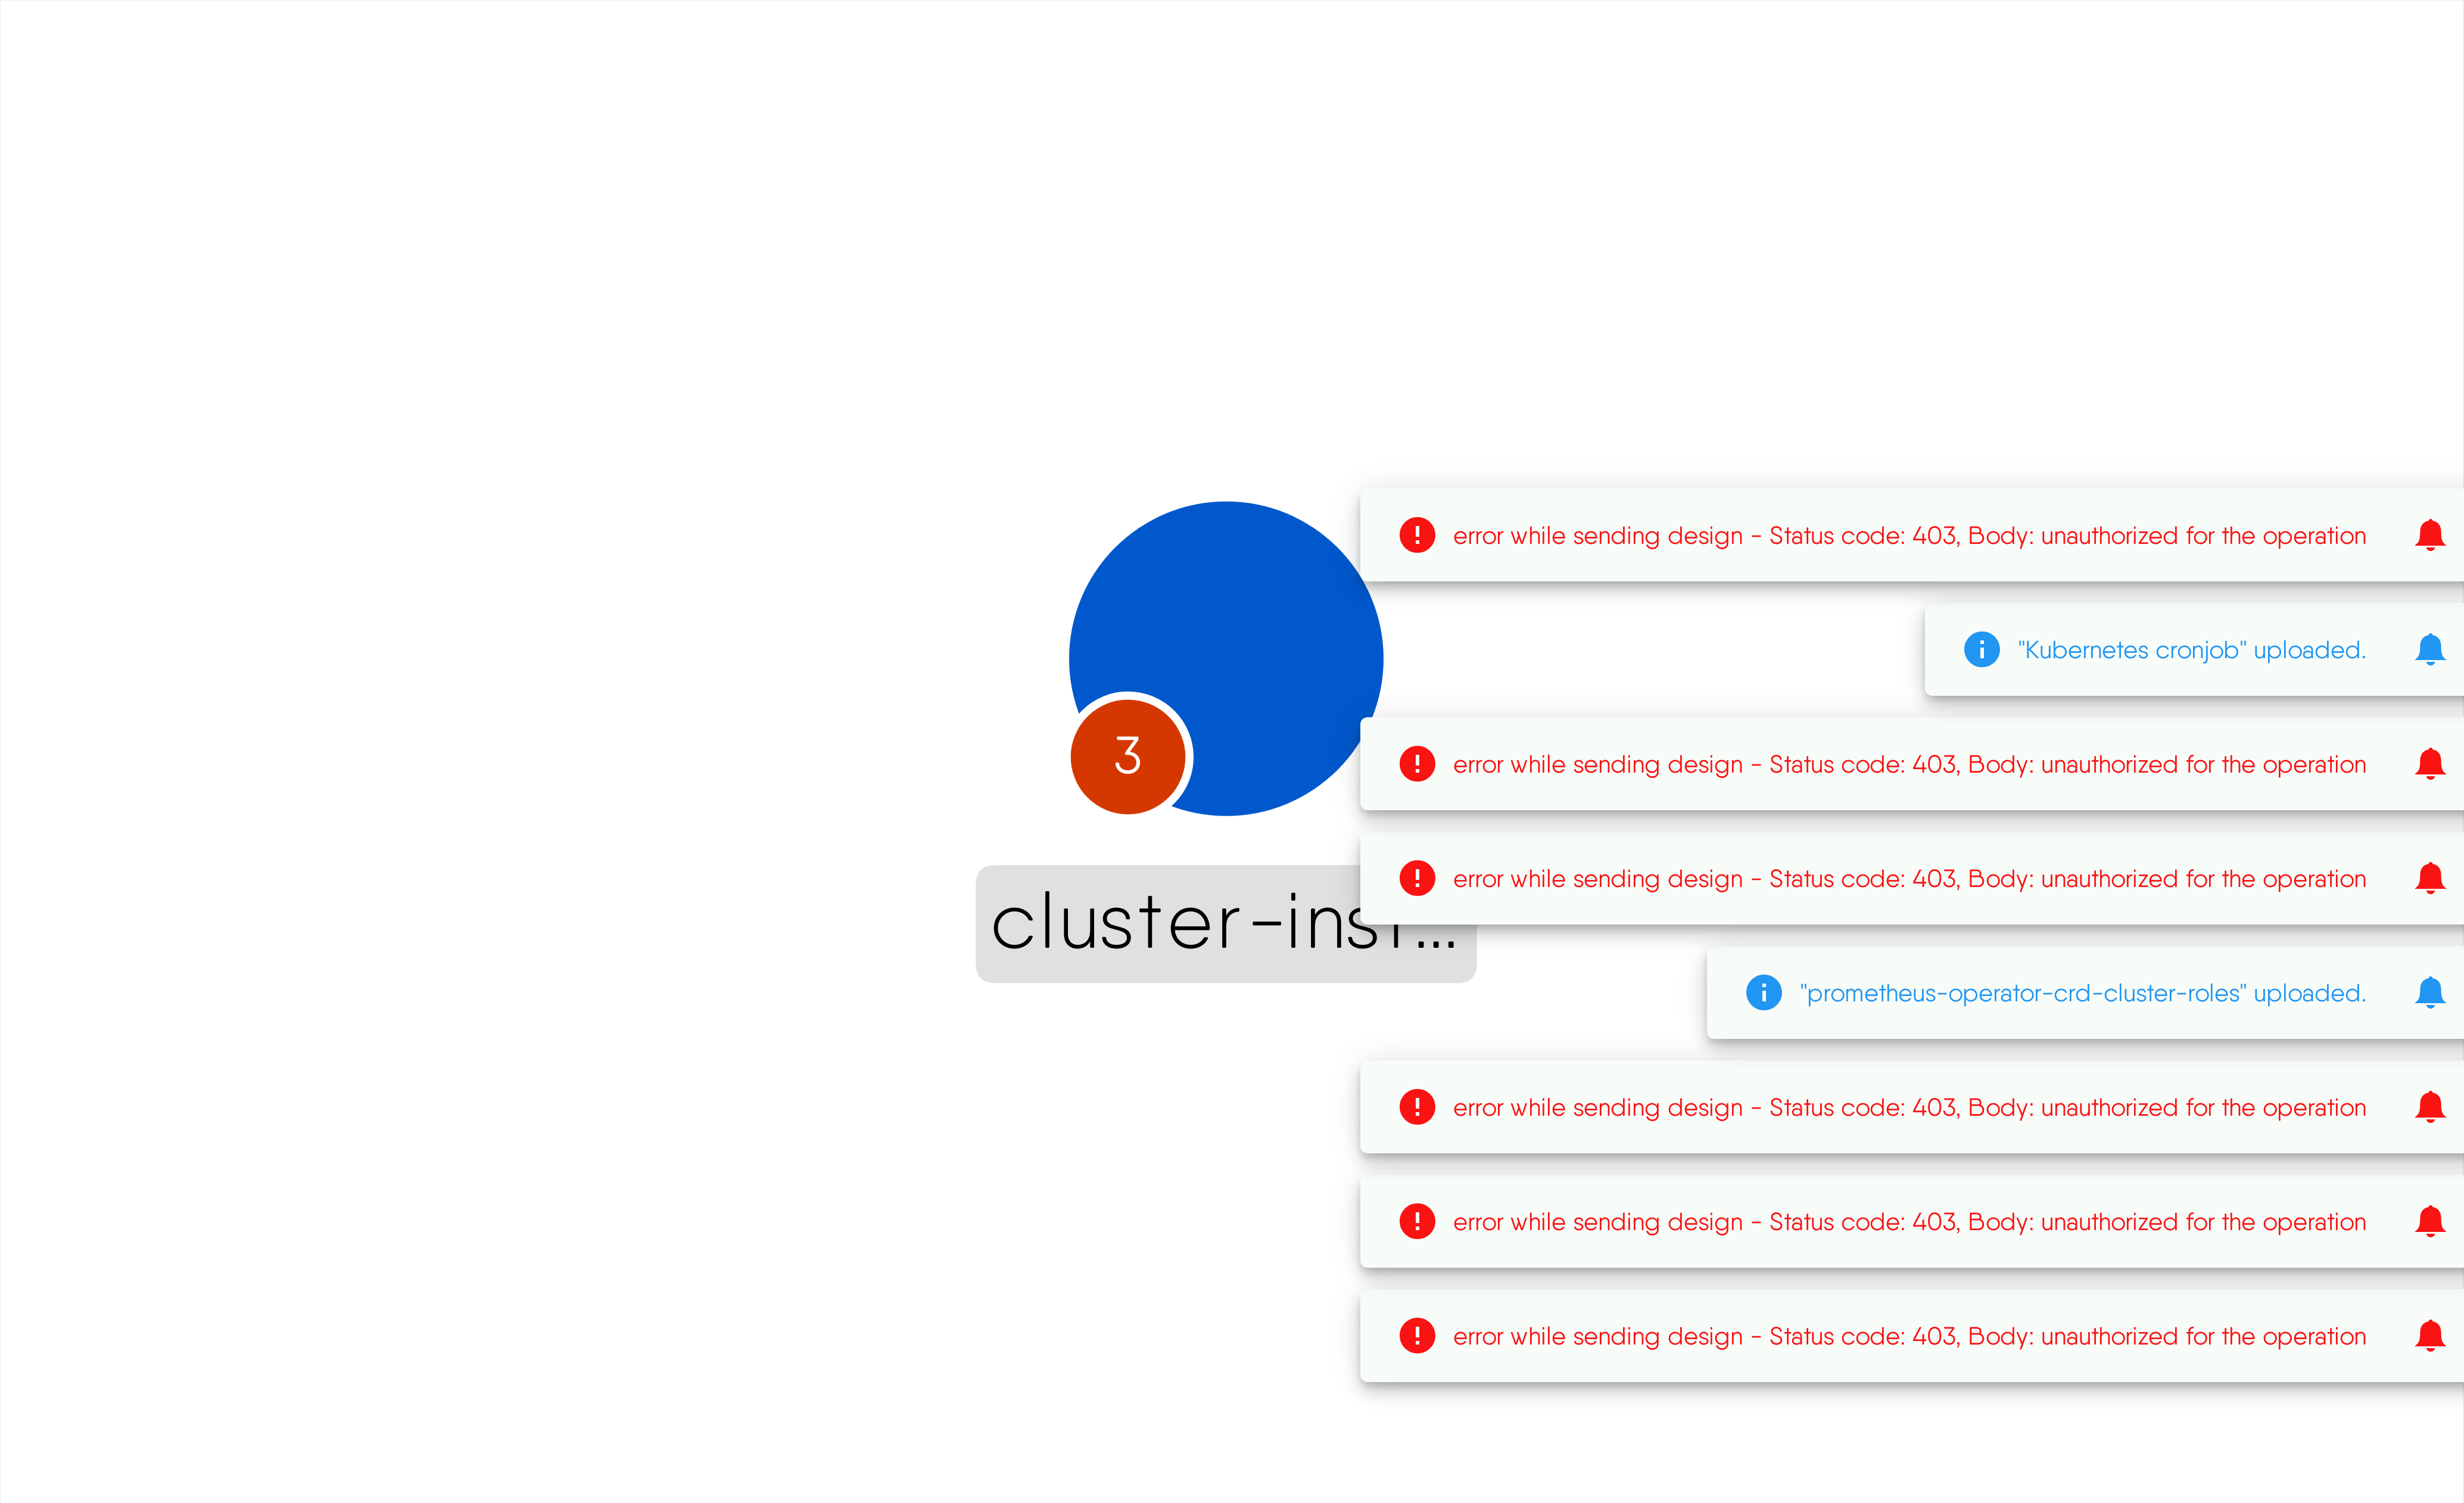 error while sending design - Status code: 403, Body: unauthorized for the operation
"Kubernetes cronjob" uploaded.
3
error while sending design - Status code: 403, Body: unauthorized for the operation
error while sending design - Status code: 403, Body: unauthorized for the operation
cluster-inst...
"prometheus-operator-crd-cluster-roles" uploaded.
error while sending design - Status code: 403, Body: unauthorized for the operation
error while sending design - Status code: 403, Body: unauthorized for the operation
error while sending design - Status code: 403, Body: unauthorized for the operation